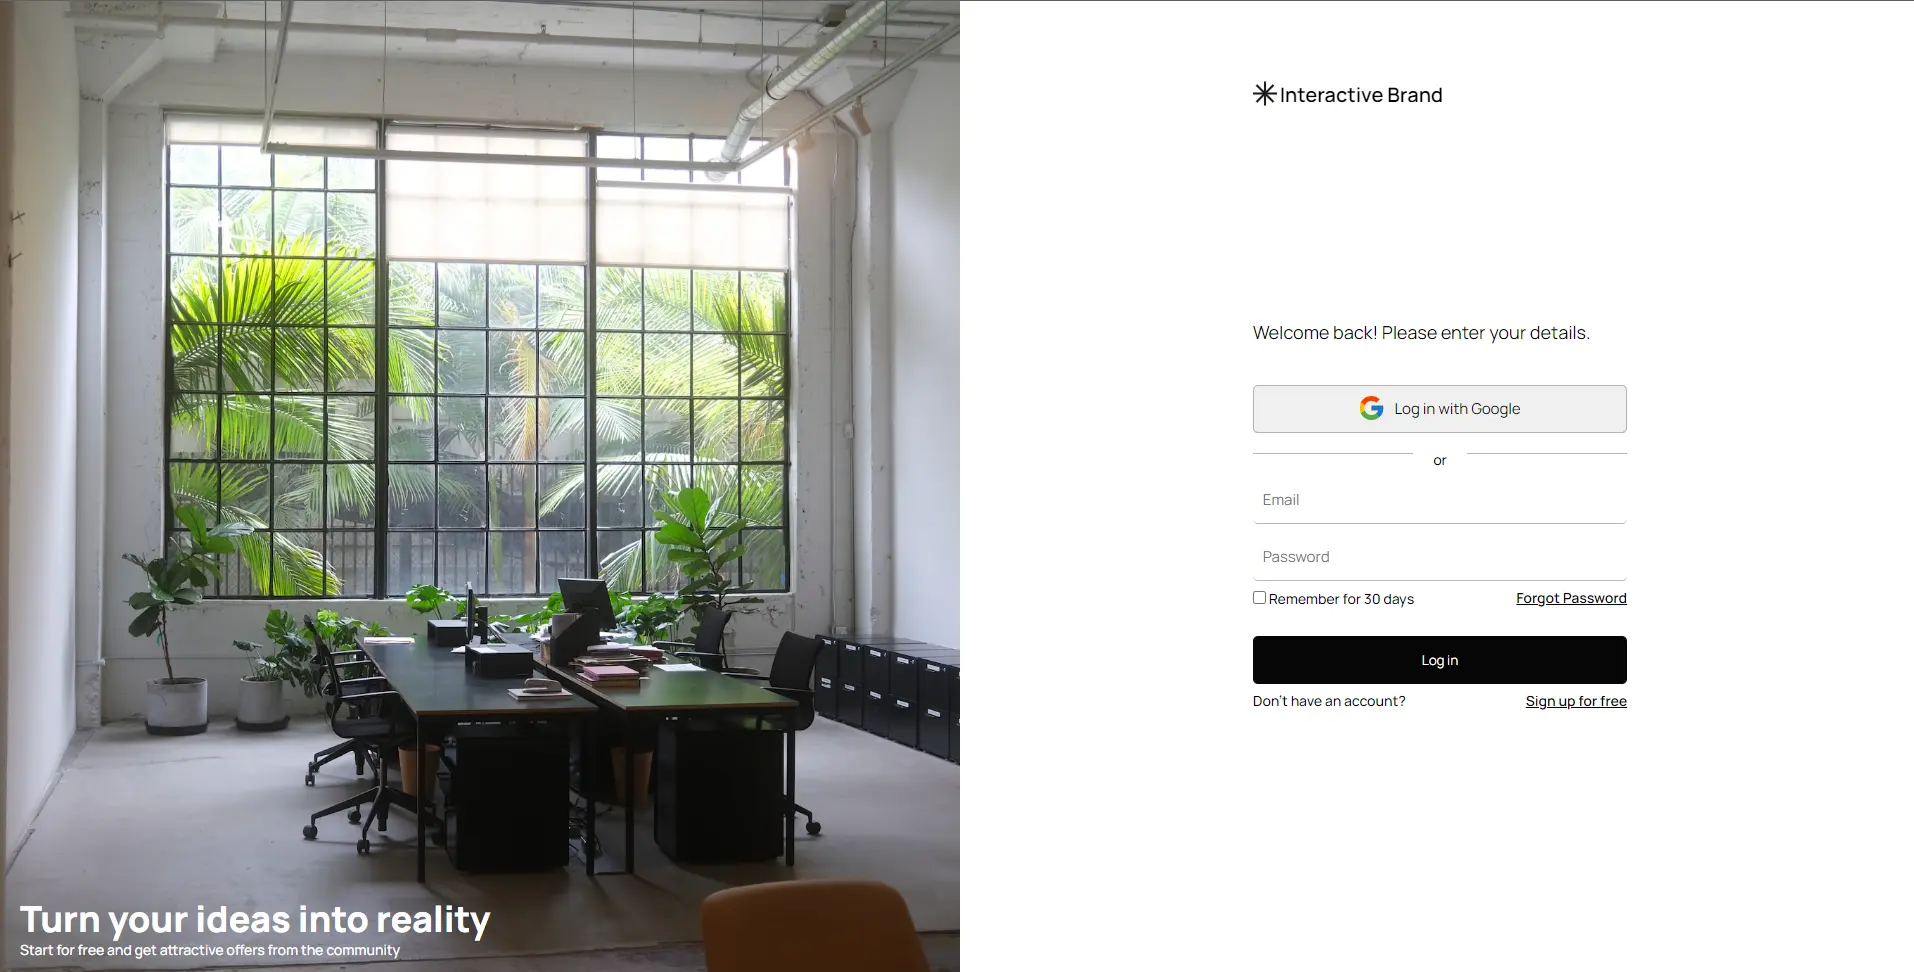 Interactive Brand
Welcome back! Please enter your details.
Log in with Google
or
Email
Password
Remember for 30 days
Forgot Password
Log in
Don't have an account?
Sign up for free
Turn your ideas into reality
Start for free and get attractive offers from the community